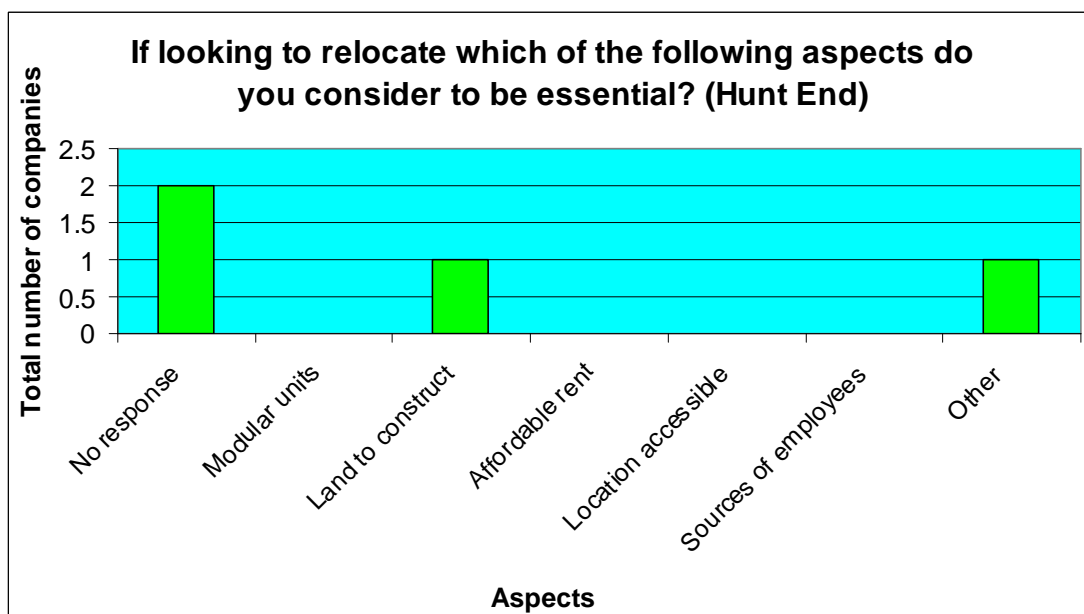 If looking to relocate which of the following aspects do
you consider to be essential? (Hunt End)
Total number of companies
2.5
2
1.5
1
0.5
0
No response
Modular units
Land to construct
Affordable rent
Location accessible
Sources of employees
Other
Aspects